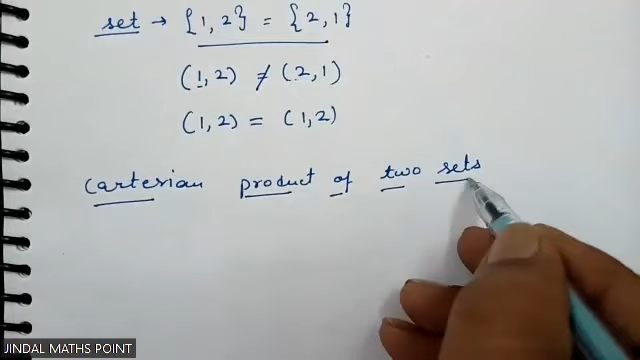 set → {1, 2} = {2, 1}
(1, 2) ≠ (2, 1)
(1, 2) = (1, 2)
Carterian product of two sets
JINDAL MATHS POINT